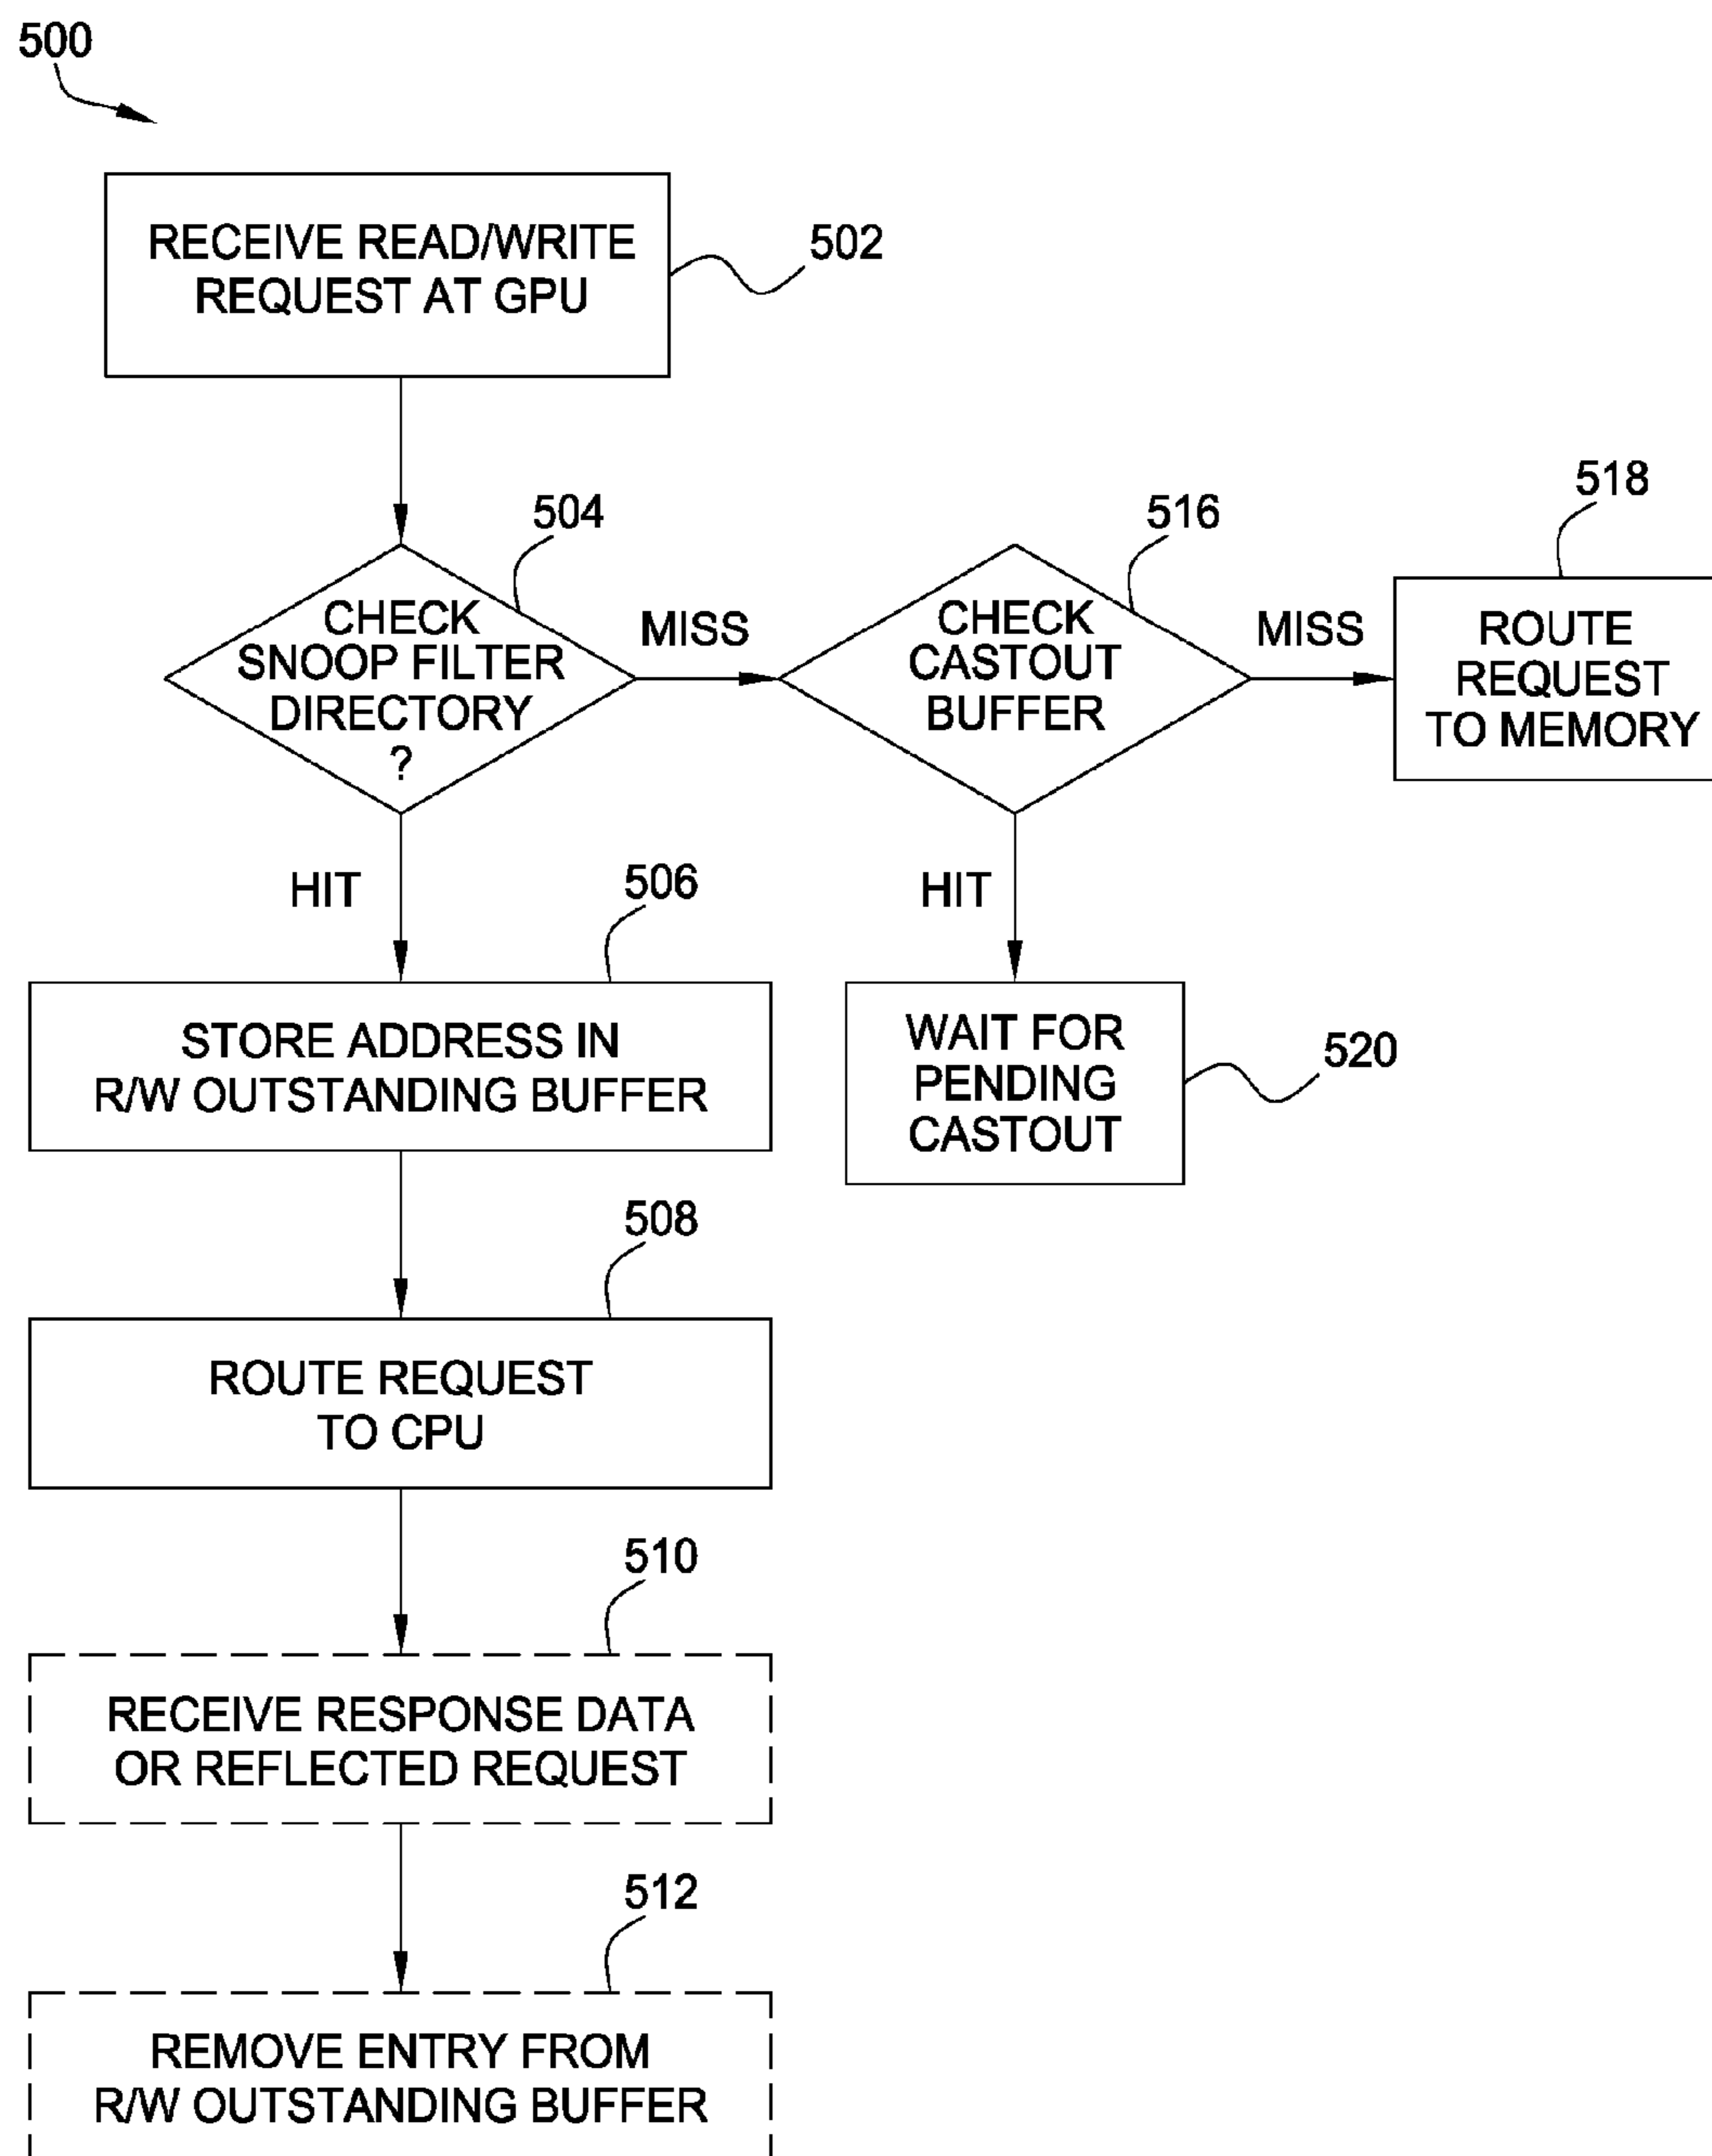 500
RECEIVE READ/WRITE
REQUEST AT GPU
502
504
CHECK
SNOOP FILTER
DIRECTORY
?
MISS
516
CHECK
CASTOUT
BUFFER
MISS
518
ROUTE
REQUEST
TO MEMORY
HIT
506
STORE ADDRESS IN
R/W OUTSTANDING BUFFER
HIT
WAIT FOR
PENDING
CASTOUT
520
508
ROUTE REQUEST
TO CPU
510
RECEIVE RESPONSE DATA
OR REFLECTED REQUEST
512
REMOVE ENTRY FROM
R/W OUTSTANDING BUFFER